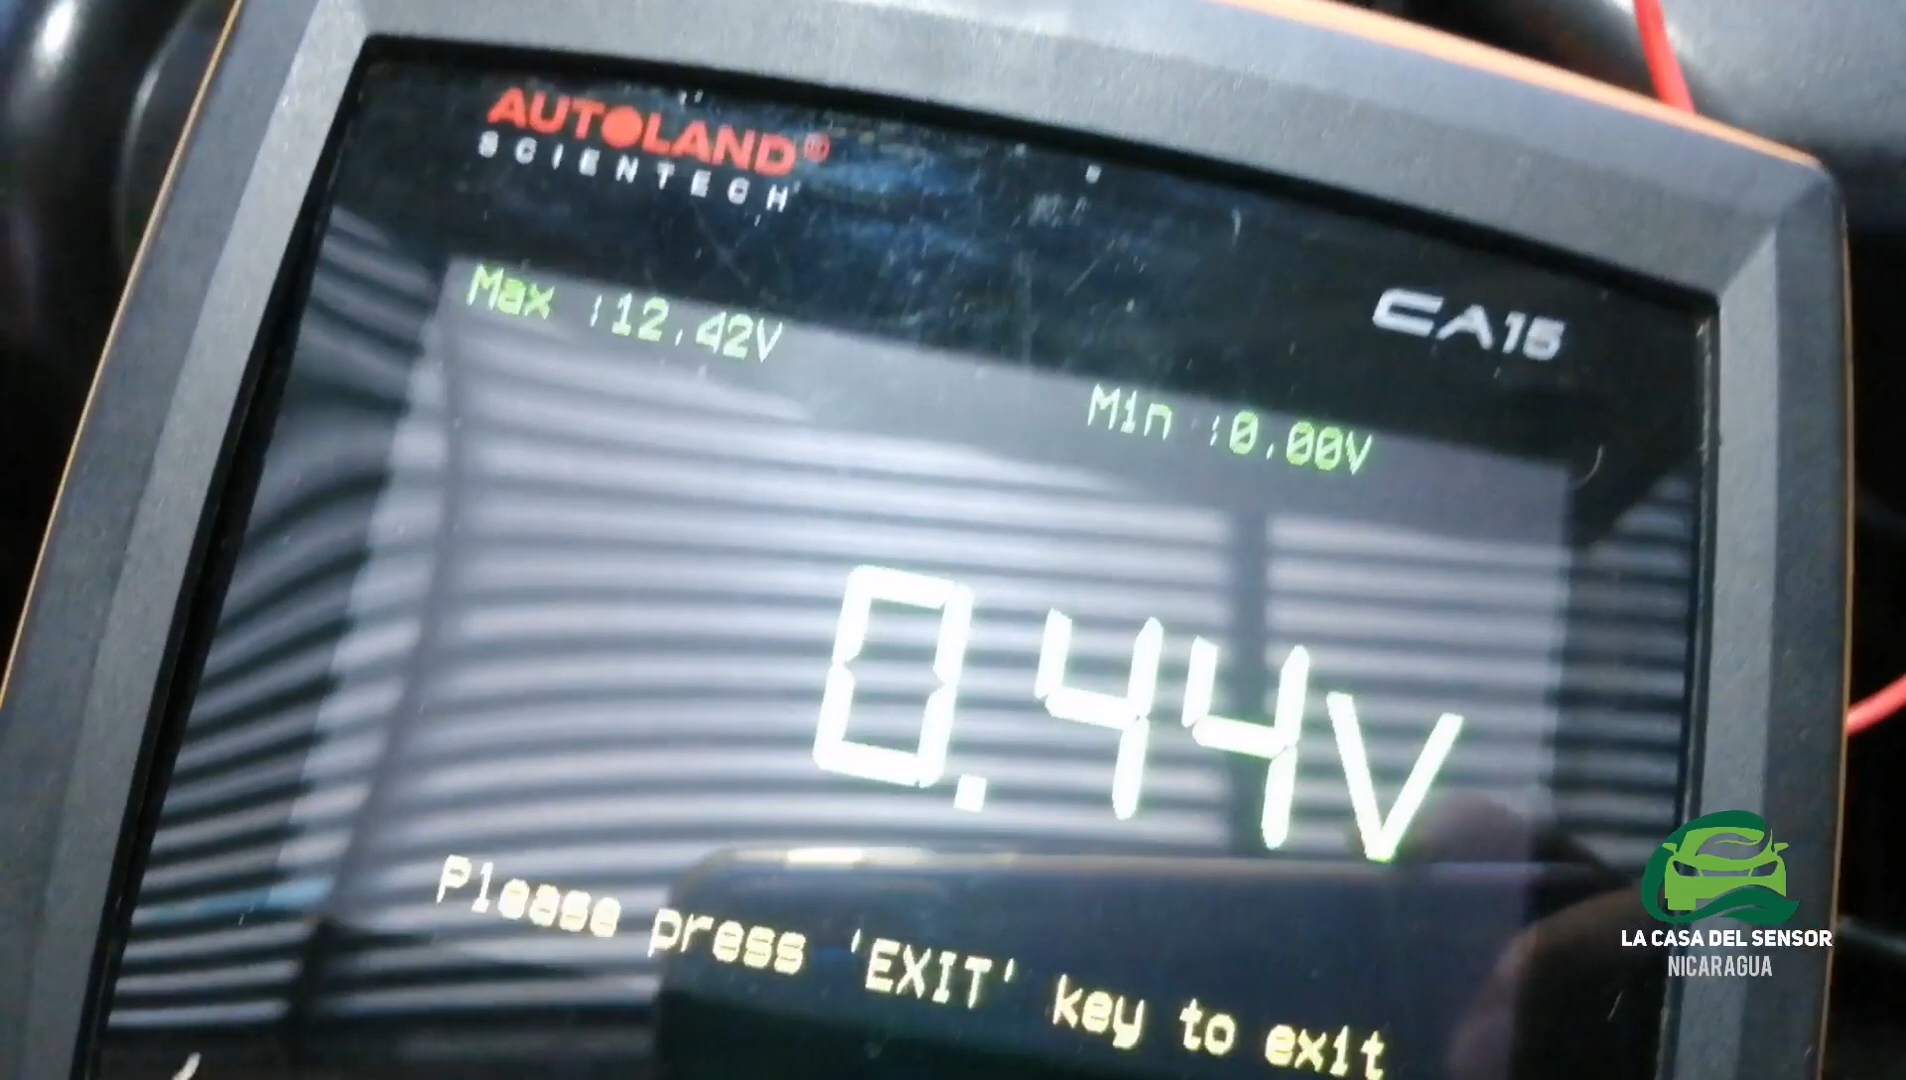 AUTOLAND®
SCIENTECH
CA15
Max :12.42V
Min :0.00V
0.44V
Please press 'EXIT' key to exit
LA CASA DEL SENSOR
NICARAGUA